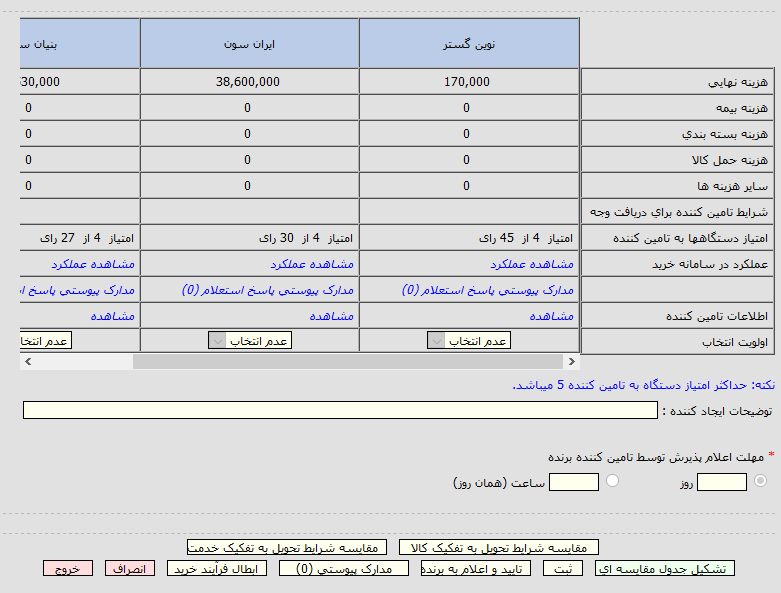 نوین گستر ایران سون بنیان س
هزینه نهایي 170,000 38,600,000 30,000
هزینه بیمه 0 0 0
هزینه بسته بندي 0 0 0
هزینه حمل کالا 0 0 0
سایر هزینه ها 0 0 0
شرایط تامین کننده براي دریافت وجه
امتیاز دستگاهها به تامین کننده امتیاز 4 از 45 رای امتیاز 4 از 30 رای امتیاز 4 از 27 رای
عملکرد در سامانه خرید مشاهده عملکرد مشاهده عملکرد مشاهده عملکرد
مدارک پیوستي پاسخ استعلام (0) مدارک پیوستي پاسخ استعلام (0) مدارک پیوستي پاسخ ا
اطلاعات تامین کننده مشاهده مشاهده مشاهده
اولویت انتخاب عدم انتخاب عدم انتخاب عدم انتخا
نکته: حداکثر امتیاز دستگاه به تامین کننده 5 میباشد.
توضیحات ایجاد کننده :
* مهلت اعلام پذیرش توسط تامین کننده برنده
روز ساعت (همان روز)
مقایسه شرایط تحویل به تفکیک کالا مقایسه شرایط تحویل به تفکیک خدمت
تشکیل جدول مقایسه اي ثبت تایید و اعلام به برنده مدارک پیوستي (0) ابطال فرآیند خرید انصراف خروج